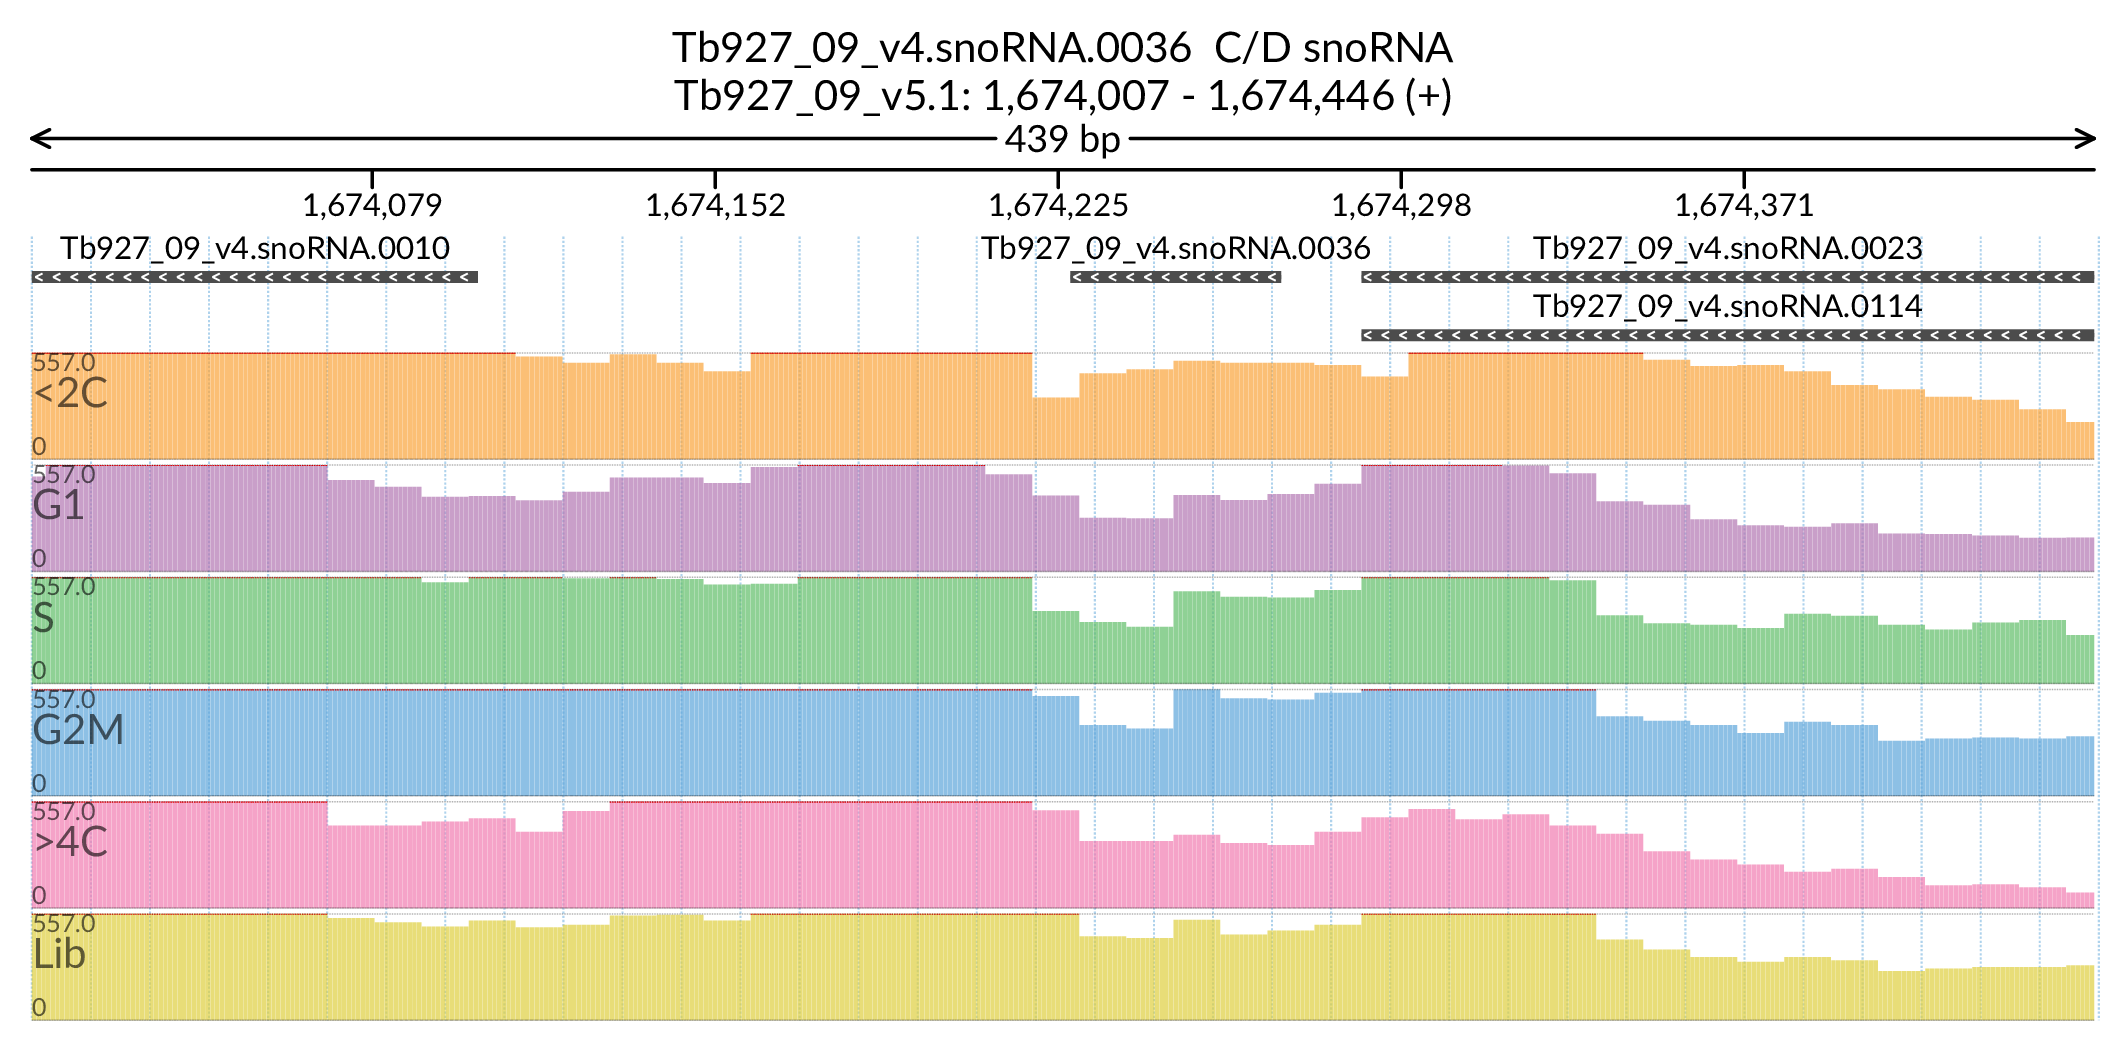 Tb927_09_v4.snoRNA.0036 C/D snoRNA
Tb927_09_v5.1: 1,674,007 - 1,674,446 (+)
439 bp
1,674,079 1,674,152 1,674,225 1,674,298 1,674,371
Tb927_09_v4.snoRNA.0010 Tb927_09_v4.snoRNA.0036 Tb927_09_v4.snoRNA.0023
Tb927_09_v4.snoRNA.0114
557.0
<2C
0
557.0
G1
0
557.0
S
0
557.0
G2M
0
557.0
>4C
0
557.0
Lib
0